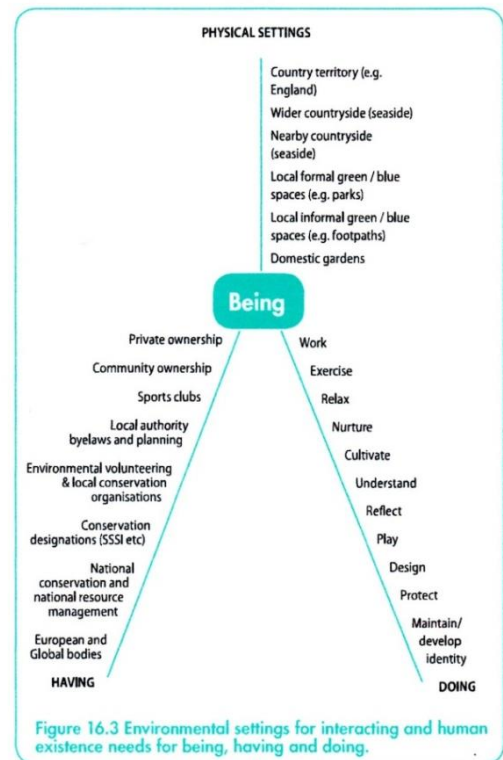 PHYSICAL SETTINGS
Country territory (e.g.
England)
Wider countryside (seaside)
Nearby countryside
(seaside)
Local formal green / blue
spaces (e.g. parks)
Local informal green / blue
spaces (e.g. footpaths)
Domestic gardens
Being
Private ownership
Community ownership
Sports clubs
Local authority
byelaws and planning
Environmental volunteering
& local conservation
organisations
Conservation
designations (SSSI etc)
National
conservation and
national resource
management
European and
Global bodies
HAVING
Work
Exercise
Relax
Nurture
Cultivate
Understand
Reflect
Play
Design
Protect
Maintain/
develop
identity
DOING
Figure 16.3 Environmental settings for interacting and human
existence needs for being, having and doing.